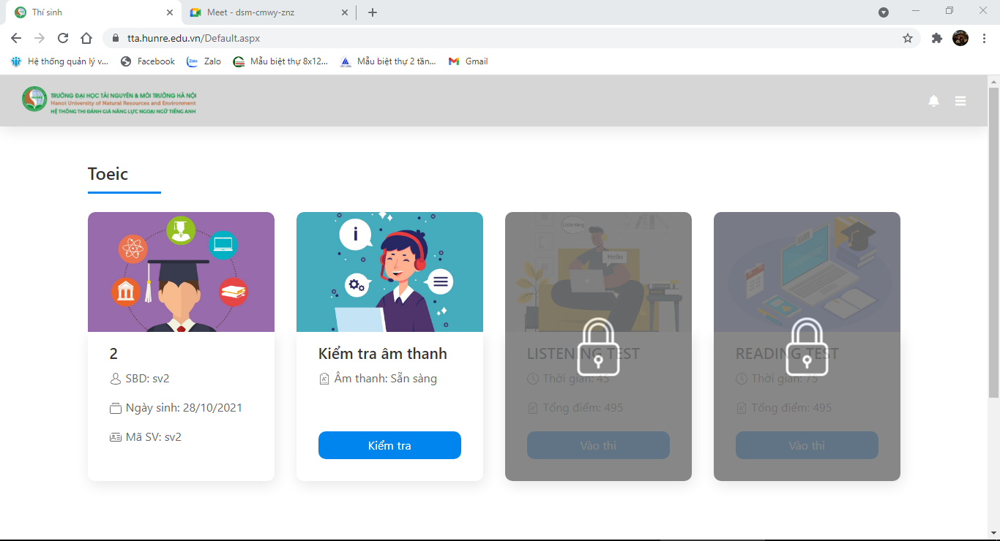 Thí sinh
Meet - dsm-cmwy-znz
tta.hunre.edu.vn/Default.aspx
Hệ thống quản lý v...
Facebook
Zalo
Mẫu biệt thự 8x12...
Mẫu biệt thự 2 tần...
Gmail
TRƯỜNG ĐẠI HỌC TÀI NGUYÊN & MÔI TRƯỜNG HÀ NỘI
Hanoi University of Natural Resources and Environment
HỆ THỐNG THI ĐÁNH GIÁ NĂNG LỰC NGOẠI NGỮ TIẾNG ANH
Toeic
2
SBD: sv2
Ngày sinh: 28/10/2021
Mã SV: sv2
Kiểm tra âm thanh
Âm thanh: Sẵn sàng
Kiểm tra
Listening
Hello
LISTENING TEST
Thời gian: 45
Tổng điểm: 495
Vào thi
READING TEST
Thời gian: 75
Tổng điểm: 495
Vào thi